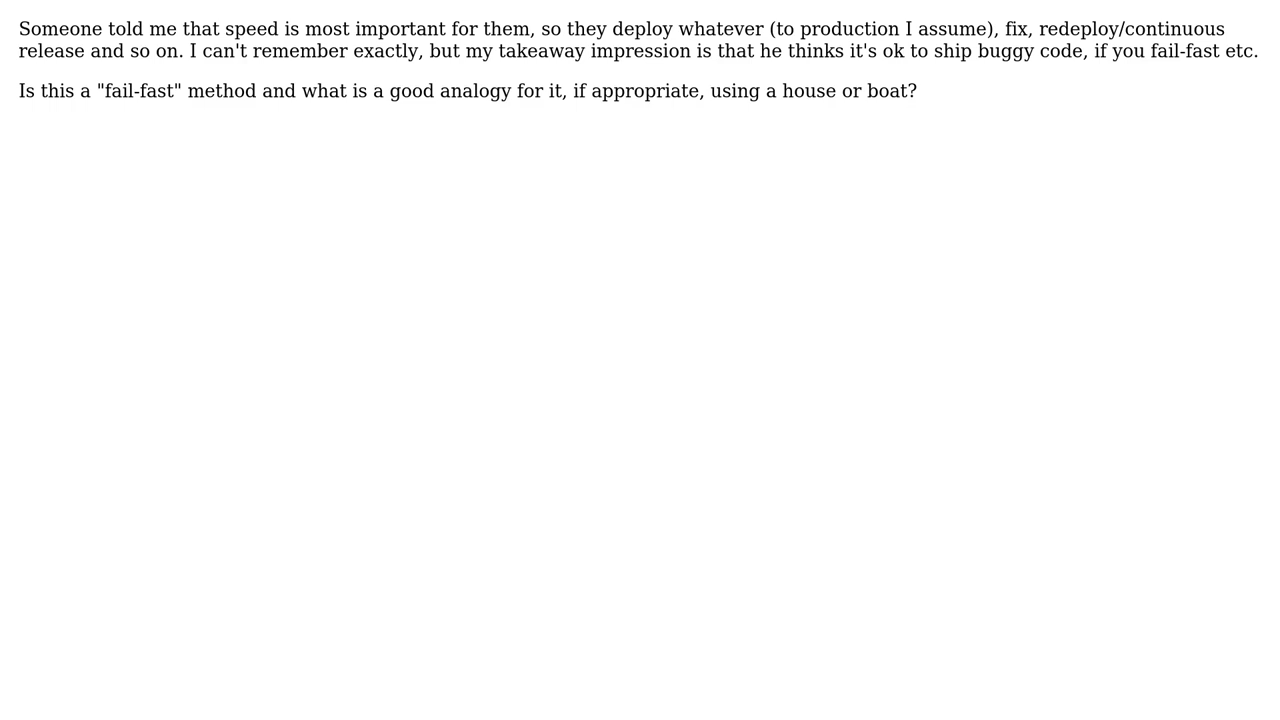 Someone told me that speed is most important for them, so they deploy whatever (to production I assume), fix, redeploy/continuous
release and so on. I can't remember exactly, but my takeaway impression is that he thinks it's ok to ship buggy code, if you fail-fast etc.
Is this a "fail-fast" method and what is a good analogy for it, if appropriate, using a house or boat?